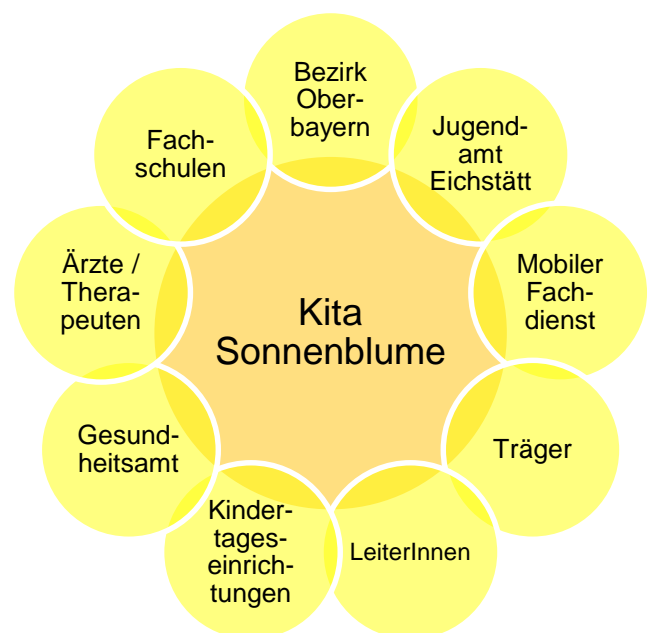 Bezirk
Ober-
bayern
Jugend-
amt
Eichstätt
Mobiler
Fach-
dienst
Träger
LeiterInnen
Kinder-
tages-
einrich-
tungen
Gesund-
heitsamt
Ärzte /
Thera-
peuten
Fach-
schulen
Kita
Sonnenblume